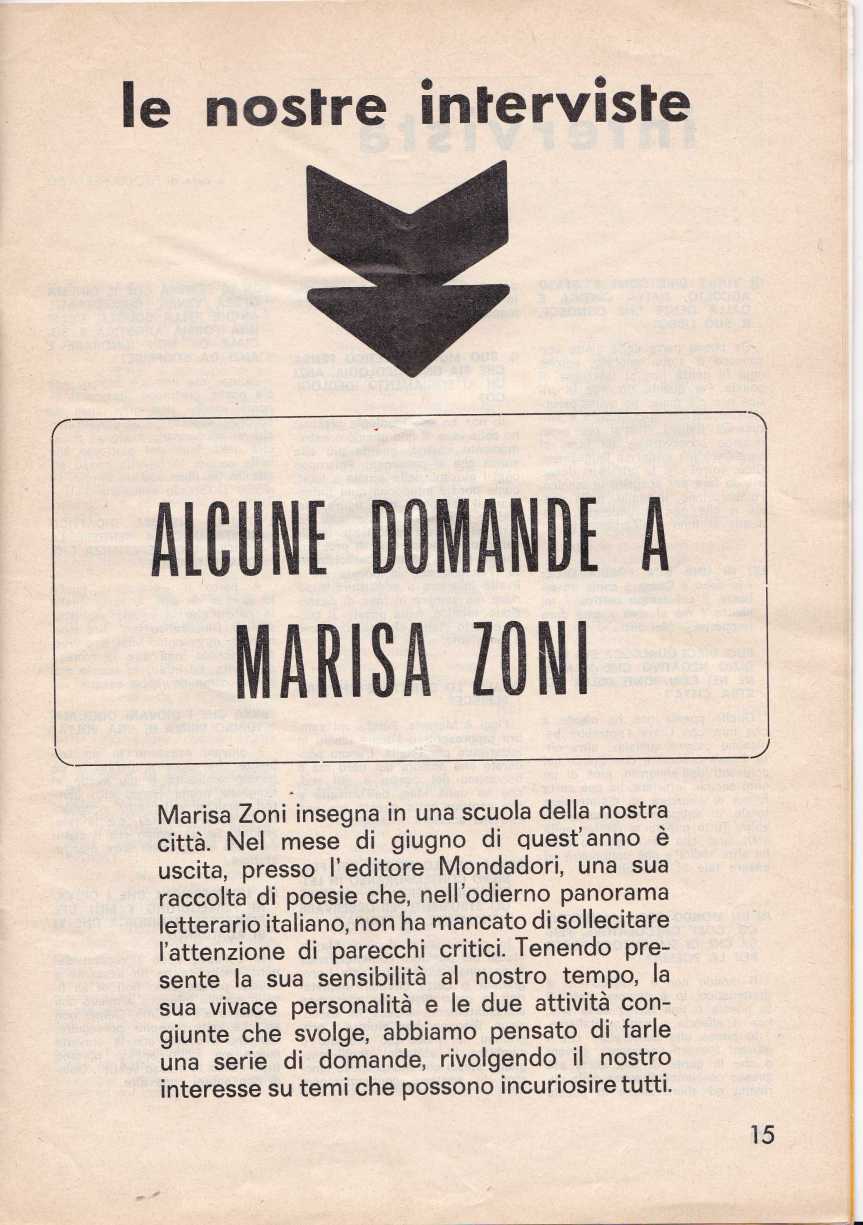 le nostre interviste
ALCUNE DOMANDE A
MARISA ZONI
Marisa Zoni insegna in una scuola della nostra
città. Nel mese di giugno di quest'anno è
uscita, presso l'editore Mondadori, una sua
raccolta di poesie che, nell'odierno panorama
letterario italiano, non ha mancato di sollecitare
l'attenzione di parecchi critici. Tenendo pre-
sente la sua sensibilità al nostro tempo, la
sua vivace personalità e le due attività con-
giunte che svolge, abbiamo pensato di farle
una serie di domande, rivolgendo il nostro
interesse su temi che possono incuriosire tutti.
15